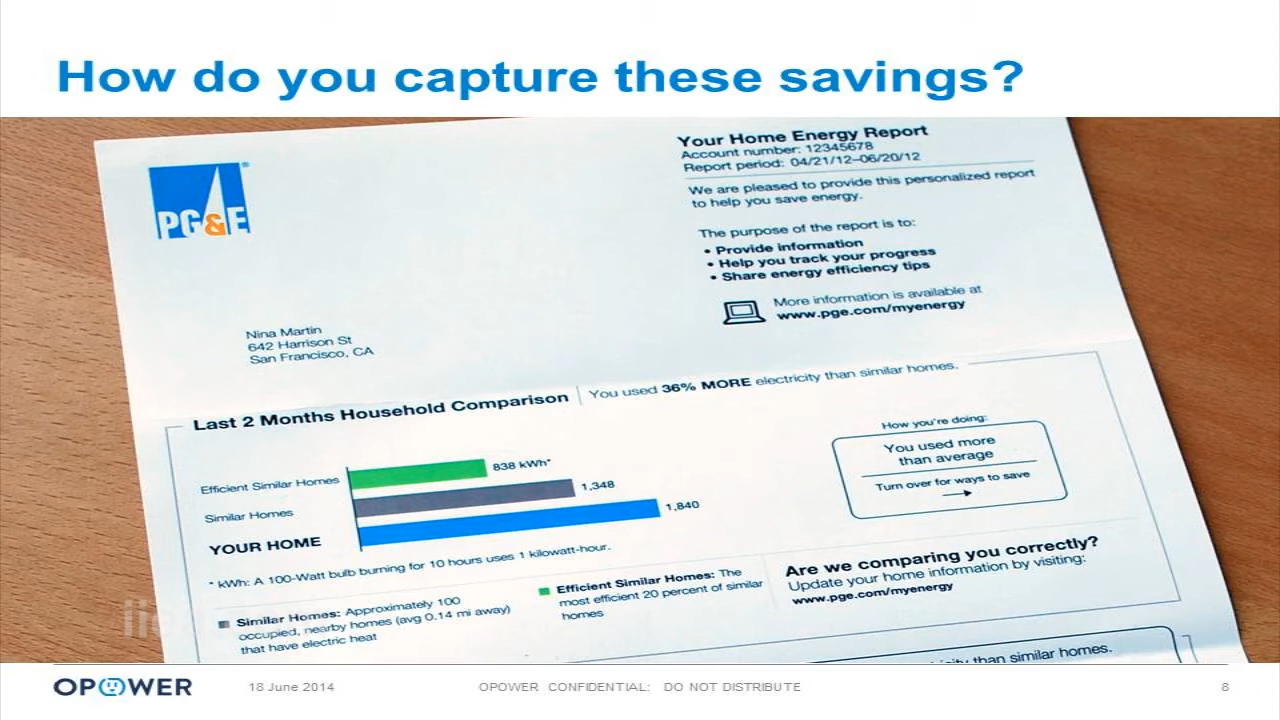 How do you capture these savings?
PG&E
Your Home Energy Report
Account number: 12345678
Report period: 04/21/12–06/20/12
We are pleased to provide this personalized report
to help you save energy.
The purpose of the report is to:
• Provide information
• Help you track your progress
• Share energy efficiency tips
More information is available at
www.pge.com/myenergy
Nina Martin
642 Harrison St
San Francisco, CA
Last 2 Months Household Comparison | You used 36% MORE electricity than similar homes.
How you're doing:
You used more
than average
Turn over for ways to save
Efficient Similar Homes 838 kWh*
Similar Homes 1,348
YOUR HOME 1,840
* kWh: A 100-Watt bulb burning for 10 hours uses 1 kilowatt-hour.
Similar Homes: Approximately 100
occupied, nearby homes (avg 0.14 mi away)
that have electric heat
Efficient Similar Homes: The
most efficient 20 percent of similar
homes
Are we comparing you correctly?
Update your home information by visiting:
www.pge.com/myenergy
than similar homes.
OPOWER 18 June 2014 OPOWER CONFIDENTIAL: DO NOT DISTRIBUTE 8